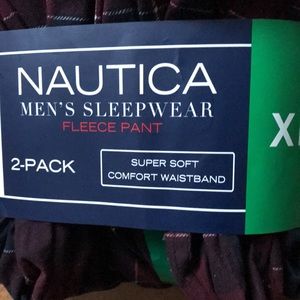 NAUTICA
MEN'S SLEEPWEAR
FLEECE PANT
2-PACK
SUPER SOFT
COMFORT WAISTBAND